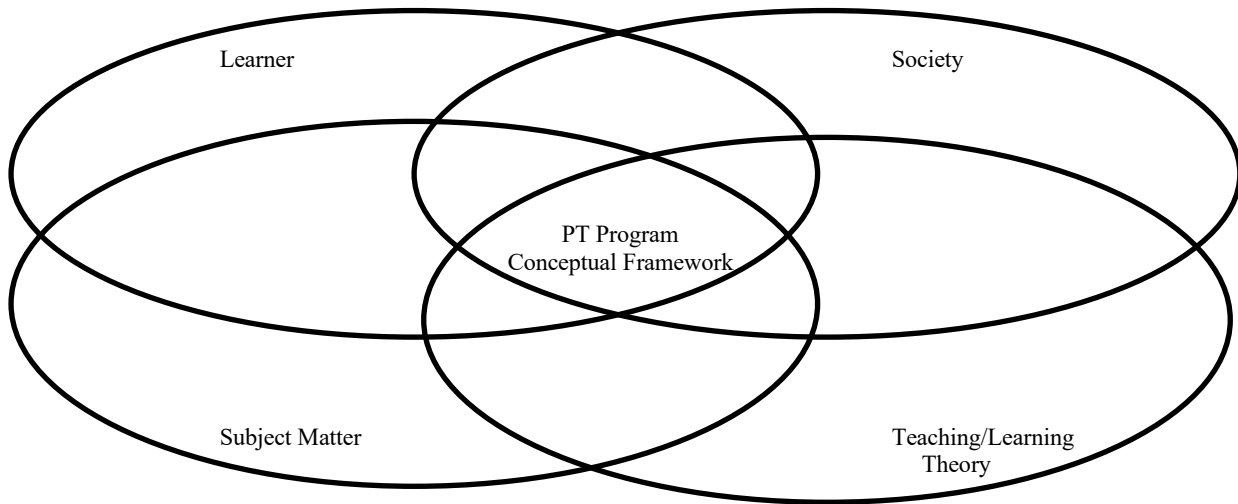 Learner
Society
PT Program
Conceptual Framework
Subject Matter
Teaching/Learning
Theory